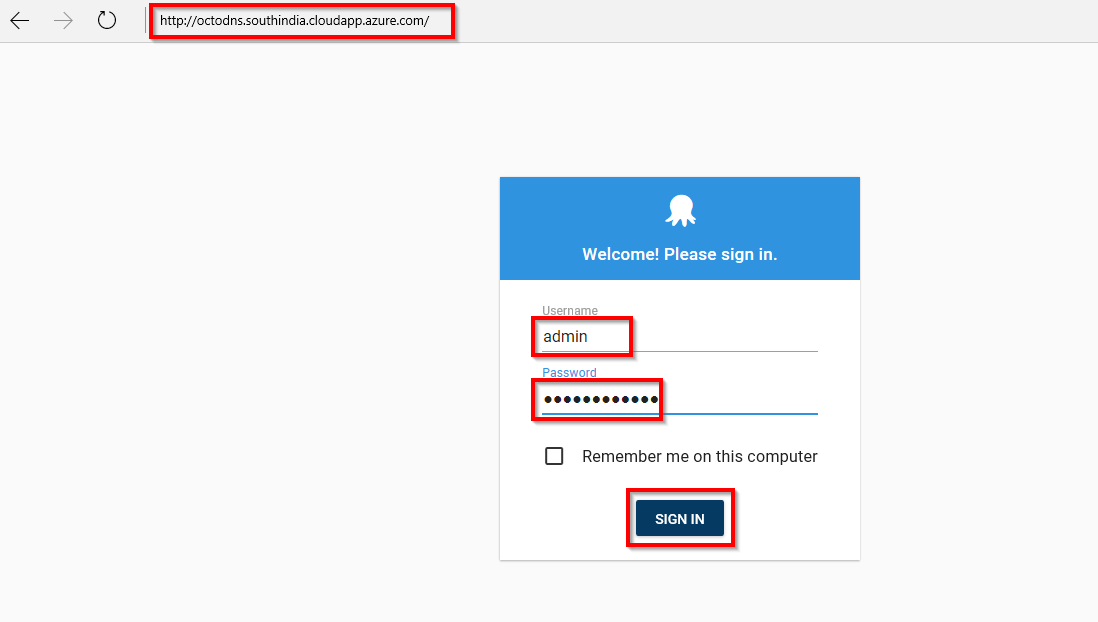 http://octodns.southindia.cloudapp.azure.com/
Welcome! Please sign in.
Username
admin
Password
●●●●●●●●●●●●
Remember me on this computer
SIGN IN